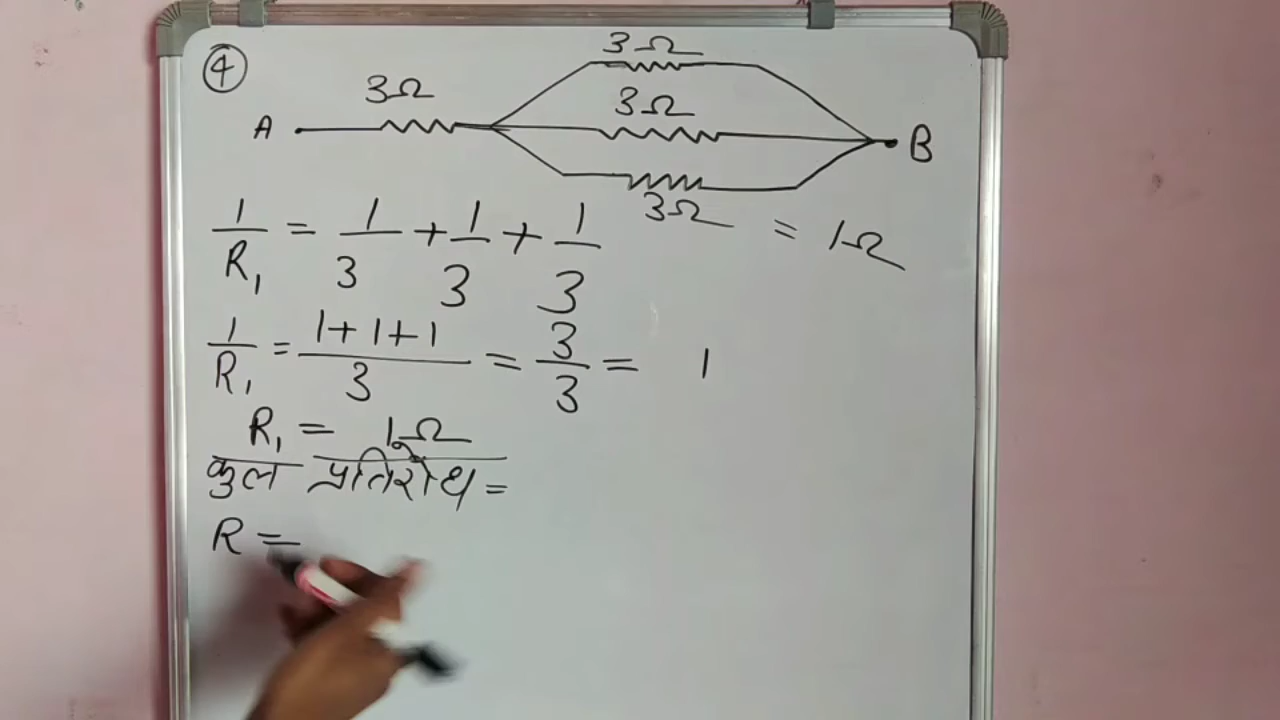 ④
3Ω
3Ω
A 3Ω B
3Ω
1/R₁ = 1/3 + 1/3 + 1/3 = 1Ω
1/R₁ = 1+1+1/3 = 3/3 = 1
R₁ = 1Ω
कुल प्रतिरोध =
R =